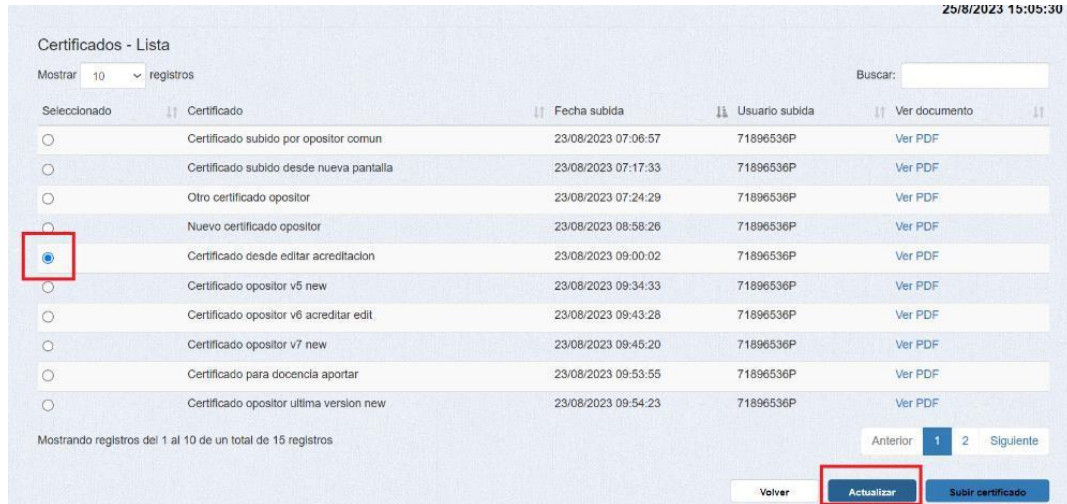 25/8/2023 15:05:30
Certificados - Lista
Mostrar 10 registros Buscar:
Seleccionado Certificado Fecha subida Usuario subida Ver documento
Certificado subido por opositor comun 23/08/2023 07:06:57 71896536P Ver PDF
Certificado subido desde nueva pantalla 23/08/2023 07:17:33 71896536P Ver PDF
Otro certificado opositor 23/08/2023 07:24:29 71896536P Ver PDF
Nuevo certificado opositor 23/08/2023 08:58:26 71896536P Ver PDF
Certificado desde editar acreditacion 23/08/2023 09:00:02 71896536P Ver PDF
Certificado opositor v5 new 23/08/2023 09:34:33 71896536P Ver PDF
Certificado opositor v6 acreditar edit 23/08/2023 09:43:28 71896536P Ver PDF
Certificado opositor v7 new 23/08/2023 09:45:20 71896536P Ver PDF
Certificado para docencia aportar 23/08/2023 09:53:55 71896536P Ver PDF
Certificado opositor ultima version new 23/08/2023 09:54:23 71896536P Ver PDF
Mostrando registros del 1 al 10 de un total de 15 registros Anterior 1 2 Siguiente
Volver Actualizar Subir certificado